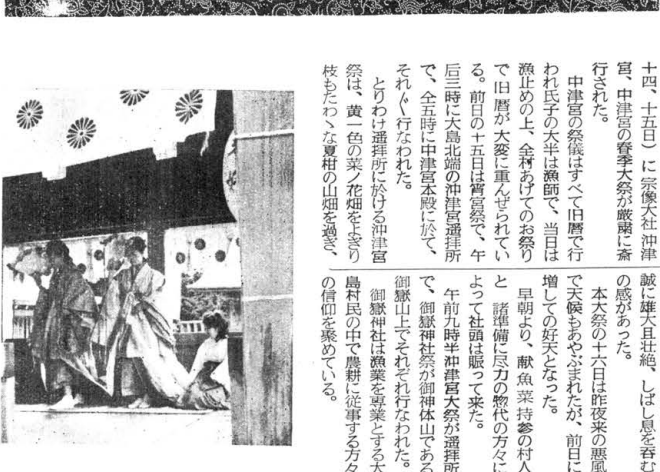 十四、十五日）に宗像大社沖津
宮、中津宮の春季大祭が厳粛に斎
行された。
中津宮の祭儀はすべて旧暦で行
われ氏子の大半は漁師で、当日は
漁止めの上、全村あげてのお祭り
で旧暦が大変に重んぜられてい
る。前日の十五日は宵宮祭で、午
后三時に大島北端の沖津宮遥拝所
で、仝五時に中津宮本殿に於て、
それ〴〵行なわれた。
とりわけ遥拝所に於ける沖津宮
祭は、黄一色の菜ノ花畑をよぎり
枝もたわゝな夏柑の山畑を過ぎ、
誠に雄大且壮絶、しばし息を呑む
の感があった。
本大祭の十六日は昨夜来の悪風
で天候もあやぶまれたが、前日に
増しての好天となった。
早朝より、献魚菜持参の村人
と諸準備に尽力の惣代の方々に
よって社頭は賑って来た。
午前九時半沖津宮大祭が遥拝所
で、御嶽神社祭が御神体山である
御嶽山上でそれぞれ行なわれた。
御嶽神社は漁業を専業とする大
島村民の中で農耕に従事する方々
の信仰を聚めている。